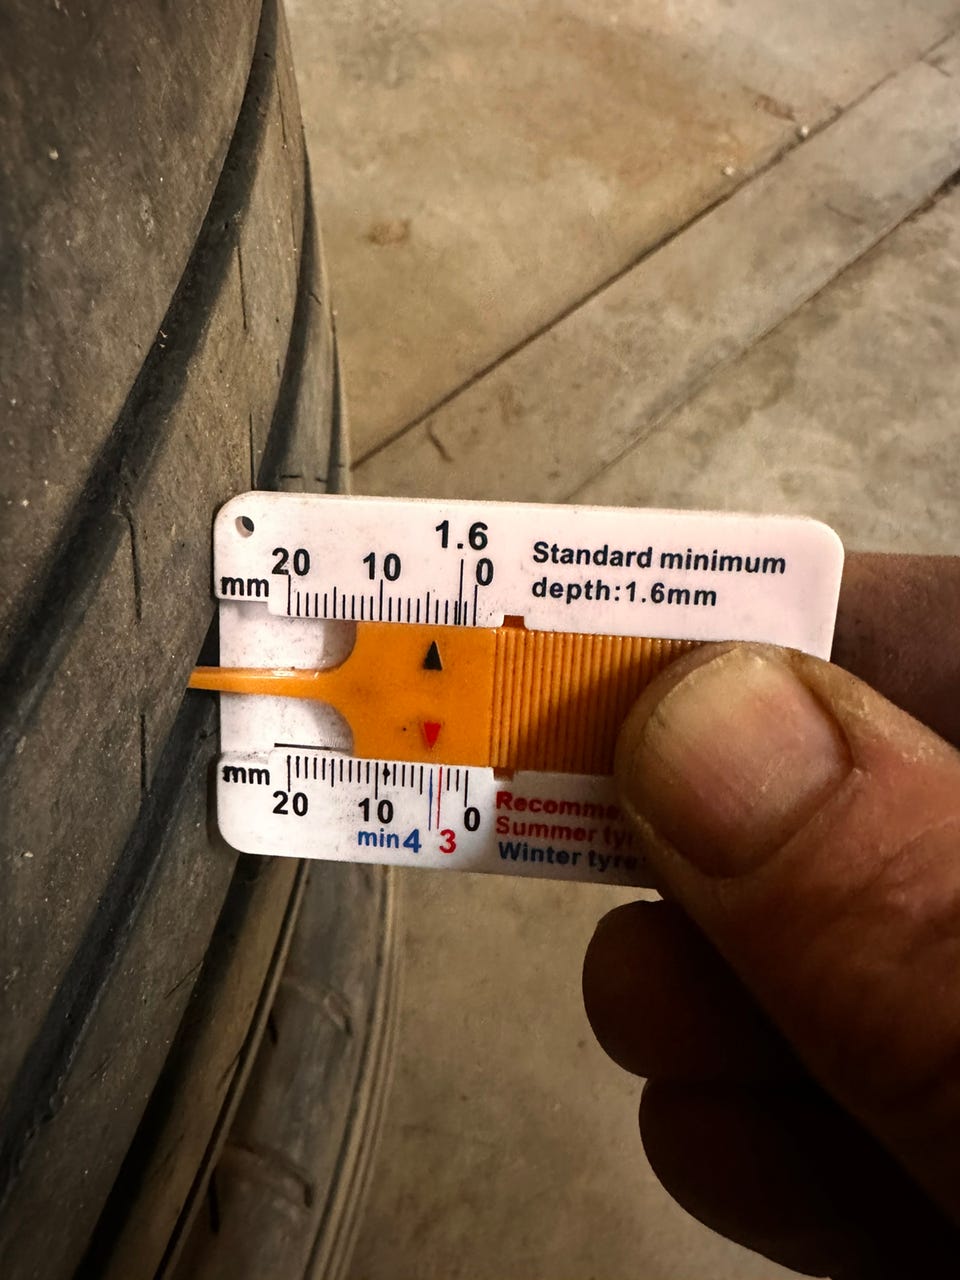 1.6
20 10 0
mm
Standard minimum
depth:1.6mm
mm
20 10 0
min4 3
Recomme
Summer ty
Winter tyre: